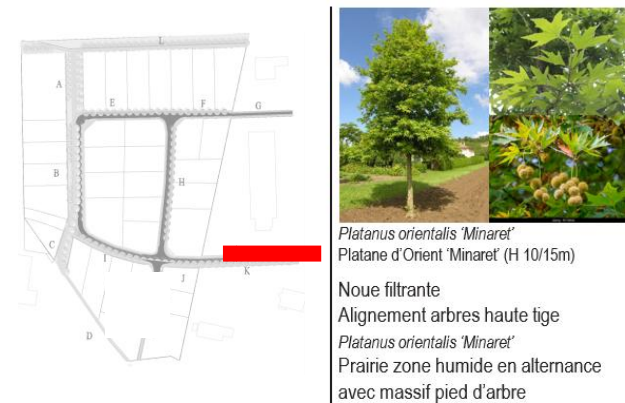 L
A
E
F
G
B
H
C
I
J
K
D
Platanus orientalis 'Minaret'
Platane d'Orient 'Minaret' (H 10/15m)
Noue filtrante
Alignement arbres haute tige
Platanus orientalis 'Minaret'
Prairie zone humide en alternance
avec massif pied d'arbre